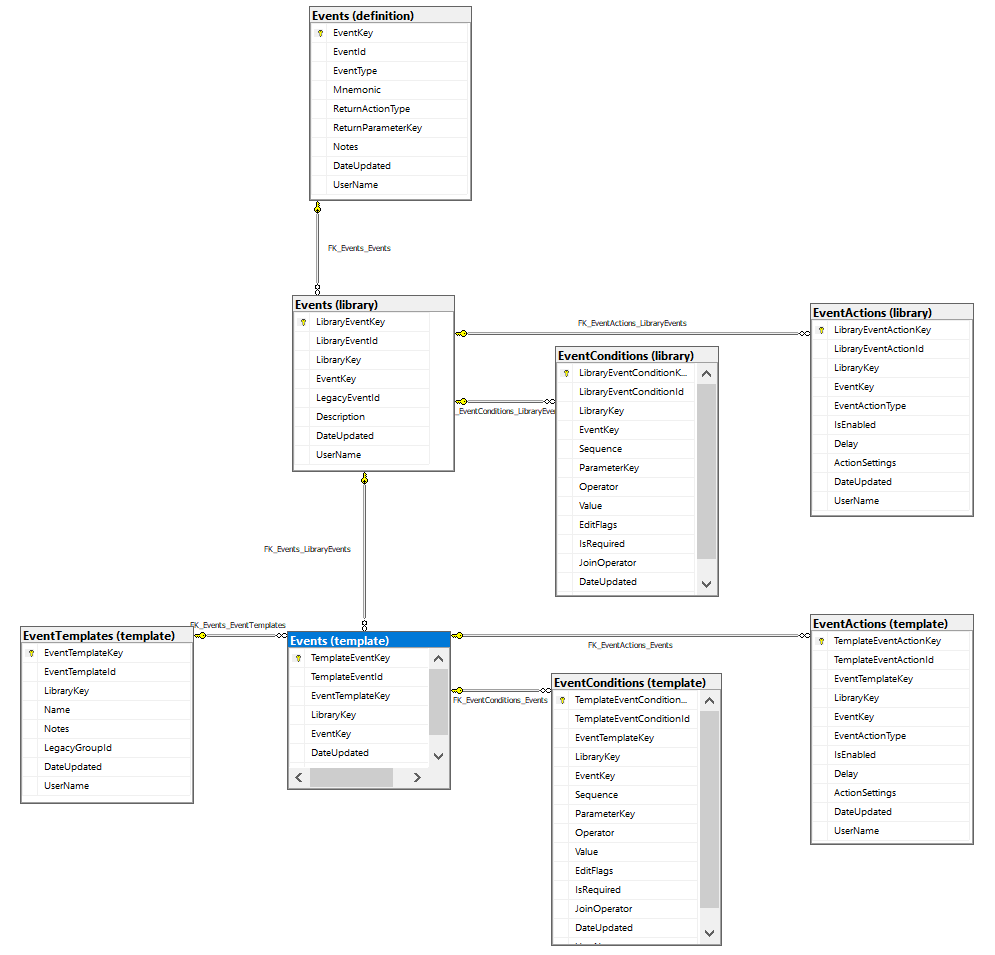 Events (definition)
EventKey
EventId
EventType
Mnemonic
ReturnActionType
ReturnParameterKey
Notes
DateUpdated
UserName
FK_Events_Events
Events (library)
LibraryEventKey
LibraryEventId
LibraryKey
EventKey
LegacyEventId
Description
DateUpdated
UserName
FK_EventActions_LibraryEvents
EventActions (library)
LibraryEventActionKey
LibraryEventActionId
LibraryKey
EventKey
EventActionType
IsEnabled
Delay
ActionSettings
DateUpdated
UserName
_EventConditions_LibraryEve
EventConditions (library)
LibraryEventConditionK...
LibraryEventConditionId
LibraryKey
EventKey
Sequence
ParameterKey
Operator
Value
EditFlags
IsRequired
JoinOperator
DateUpdated
FK_Events_LibraryEvents
EventTemplates (template)
EventTemplateKey
EventTemplateId
LibraryKey
Name
Notes
LegacyGroupId
DateUpdated
UserName
FK_Events_EventTemplates
Events (template)
TemplateEventKey
TemplateEventId
EventTemplateKey
LibraryKey
EventKey
DateUpdated
FK_EventActions_Events
FK_EventConditions_Events
EventConditions (template)
TemplateEventCondition...
TemplateEventConditionId
EventTemplateKey
LibraryKey
EventKey
Sequence
ParameterKey
Operator
Value
EditFlags
IsRequired
JoinOperator
DateUpdated
EventActions (template)
TemplateEventActionKey
TemplateEventActionId
EventTemplateKey
LibraryKey
EventKey
EventActionType
IsEnabled
Delay
ActionSettings
DateUpdated
UserName